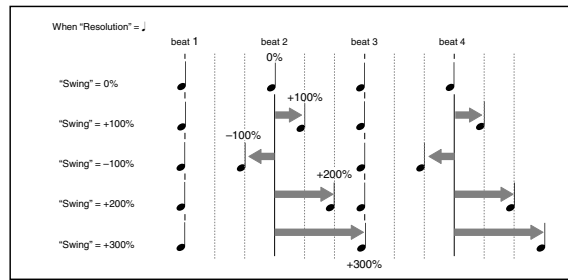 When “Resolution” = ♩
beat 1 beat 2 beat 3 beat 4
0%
“Swing” = 0%
+100%
“Swing” = +100%
−100%
“Swing” = −100%
+200%
“Swing” = +200%
“Swing” = +300%
+300%